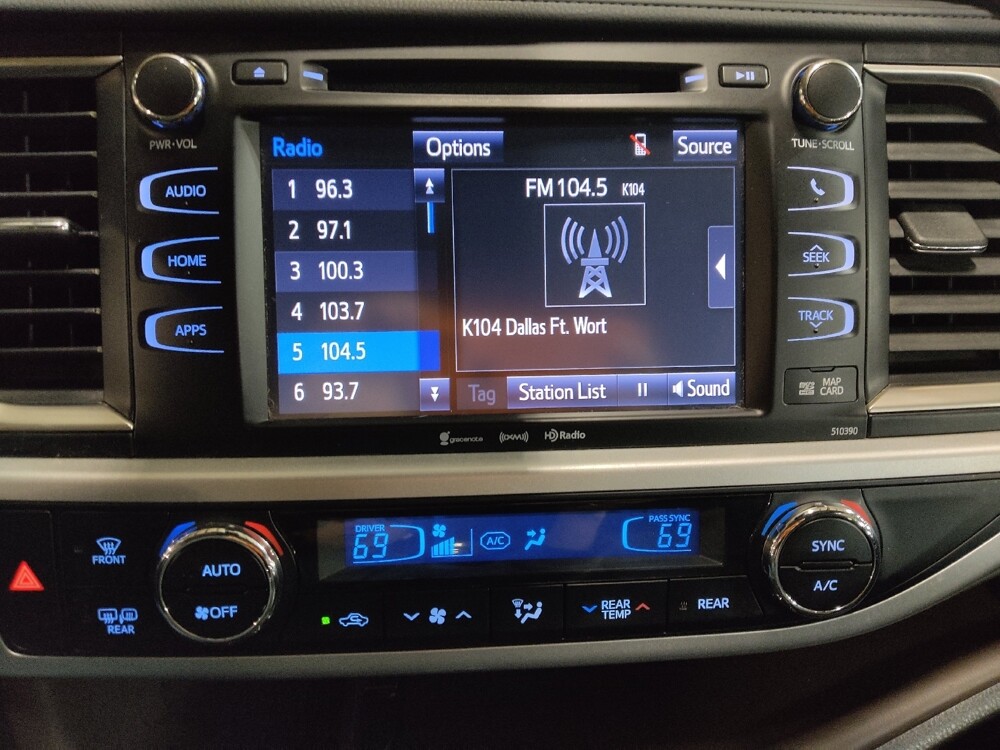 PWR·VOL
TUNE·SCROLL
AUDIO
HOME
APPS
Radio
Options
Source
1 96.3
2 97.1
3 100.3
4 103.7
5 104.5
6 93.7
FM 104.5 K104
K104 Dallas Ft. Wort
Tag
Station List
Sound
SEEK
TRACK
MAP
CARD
gracenote
((XM))
HD Radio
510390
FRONT
REAR
AUTO
OFF
DRIVER
69
A/C
PASS SYNC
69
REAR
TEMP
REAR
SYNC
A/C